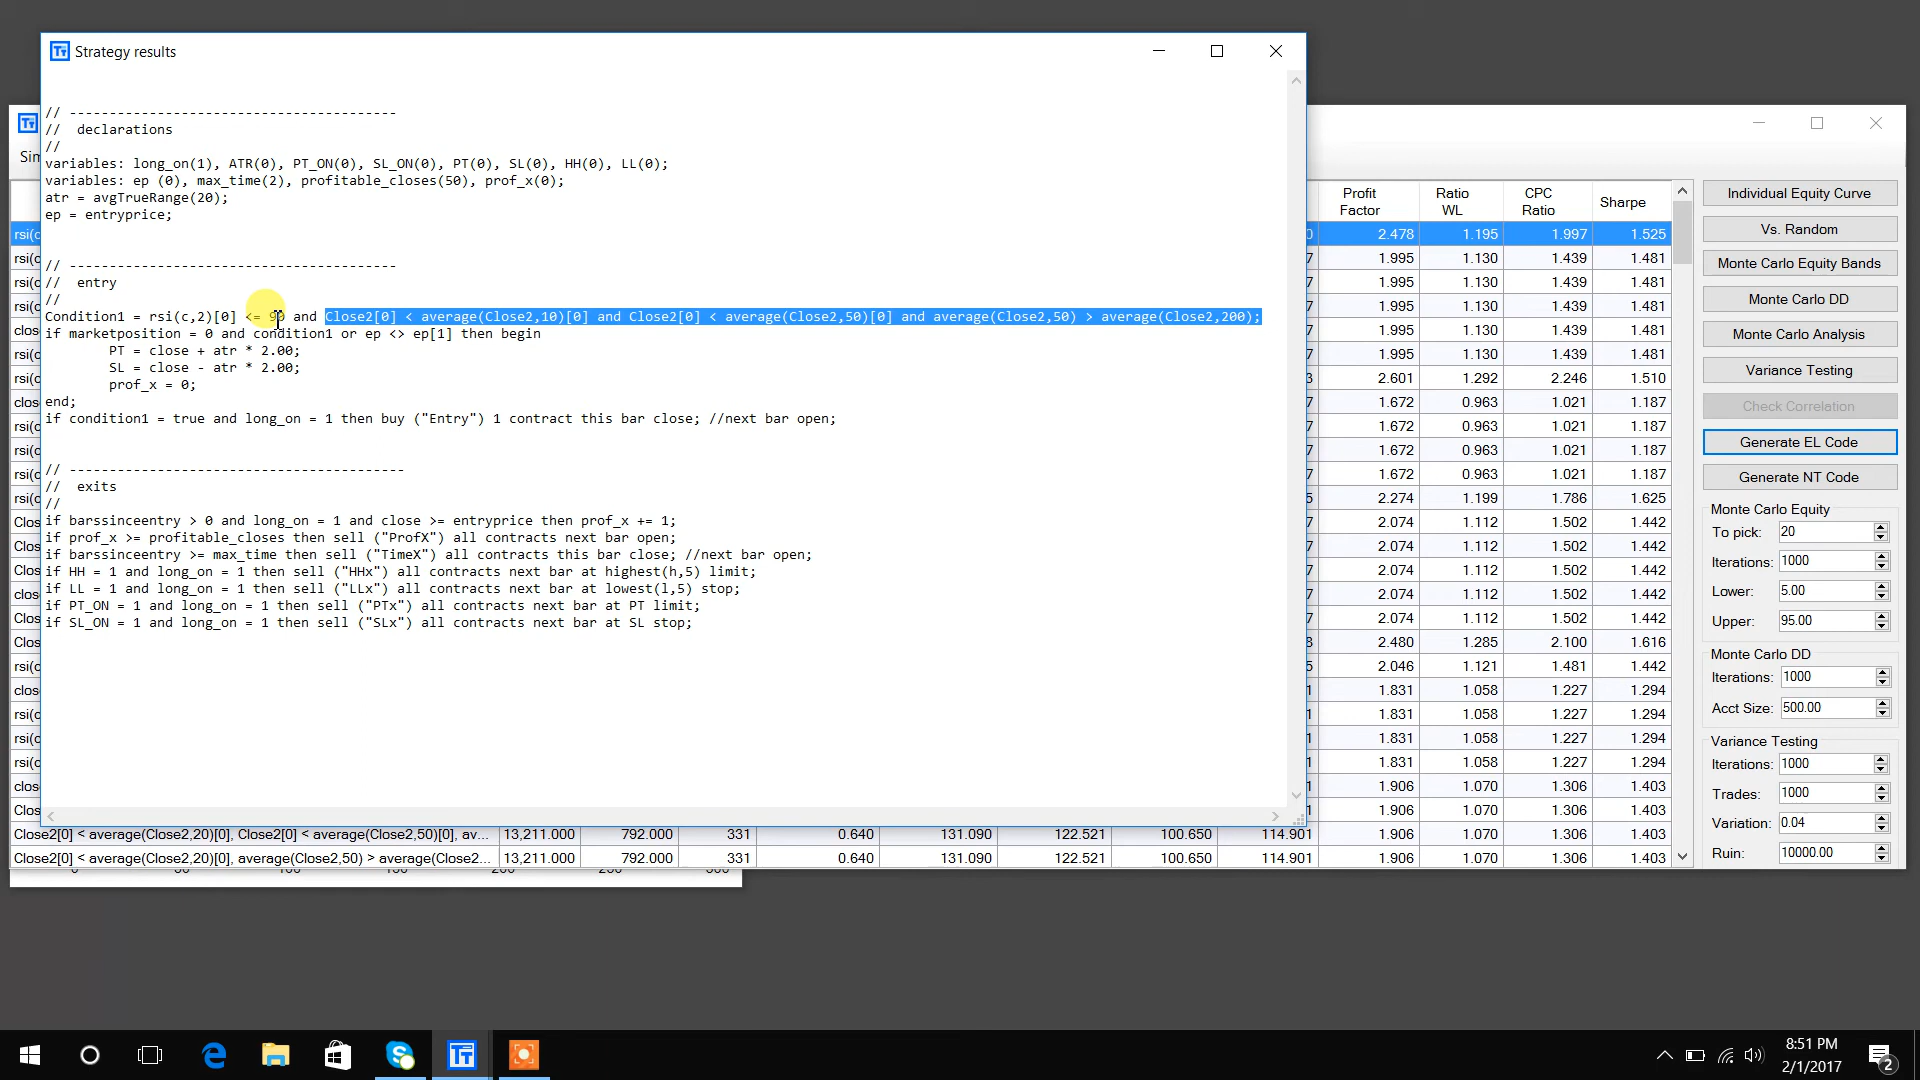 Strategy results
// -----------------------------------------
//  declarations
//
variables: long_on(1), ATR(0), PT_ON(0), SL_ON(0), PT(0), SL(0), HH(0), LL(0);
variables: ep (0), max_time(2), profitable_closes(50), prof_x(0);
atr = avgTrueRange(20);
ep = entryprice;
// -----------------------------------------
//  entry
//
Condition1 = rsi(c,2)[0] <= 90 and Close2[0] < average(Close2,10)[0] and Close2[0] < average(Close2,50)[0] and average(Close2,50) > average(Close2,200);
if marketposition = 0 and condition1 or ep <> ep[1] then begin
PT = close + atr * 2.00;
SL = close - atr * 2.00;
prof_x = 0;
end;
if condition1 = true and long_on = 1 then buy ("Entry") 1 contract this bar close; //next bar open;
// ------------------------------------------
//  exits
//
if barssinceentry > 0 and long_on = 1 and close >= entryprice then prof_x += 1;
if prof_x >= profitable_closes then sell ("ProfX") all contracts next bar open;
if barssinceentry >= max_time then sell ("TimeX") all contracts this bar close; //next bar open;
if HH = 1 and long_on = 1 then sell ("HHx") all contracts next bar at highest(h,5) limit;
if LL = 1 and long_on = 1 then sell ("LLx") all contracts next bar at lowest(l,5) stop;
if PT_ON = 1 and long_on = 1 then sell ("PTx") all contracts next bar at PT limit;
if SL_ON = 1 and long_on = 1 then sell ("SLx") all contracts next bar at SL stop;
Profit Factor Ratio WL CPC Ratio Sharpe
2.478 1.195 1.997 1.525
1.995 1.130 1.439 1.481
1.995 1.130 1.439 1.481
1.995 1.130 1.439 1.481
1.995 1.130 1.439 1.481
1.995 1.130 1.439 1.481
2.601 1.292 2.246 1.510
1.672 0.963 1.021 1.187
1.672 0.963 1.021 1.187
1.672 0.963 1.021 1.187
1.672 0.963 1.021 1.187
2.274 1.199 1.786 1.625
2.074 1.112 1.502 1.442
2.074 1.112 1.502 1.442
2.074 1.112 1.502 1.442
2.074 1.112 1.502 1.442
2.074 1.112 1.502 1.442
2.480 1.285 2.100 1.616
2.046 1.121 1.481 1.442
1.831 1.058 1.227 1.294
1.831 1.058 1.227 1.294
1.831 1.058 1.227 1.294
1.831 1.058 1.227 1.294
1.906 1.070 1.306 1.403
1.906 1.070 1.306 1.403
Close2[0] < average(Close2,20)[0], Close2[0] < average(Close2,50)[0], av... 13,211.000 792.000 331 0.640 131.090 122.521 100.650 114.901 1.906 1.070 1.306 1.403
Close2[0] < average(Close2,20)[0], average(Close2,50) > average(Close2... 13,211.000 792.000 331 0.640 131.090 122.521 100.650 114.901 1.906 1.070 1.306 1.403
Individual Equity Curve
Vs. Random
Monte Carlo Equity Bands
Monte Carlo DD
Monte Carlo Analysis
Variance Testing
Check Correlation
Generate EL Code
Generate NT Code
Monte Carlo Equity
To pick: 20
Iterations: 1000
Lower: 5.00
Upper: 95.00
Monte Carlo DD
Iterations: 1000
Acct Size: 500.00
Variance Testing
Iterations: 1000
Trades: 1000
Variation: 0.04
Ruin: 10000.00
8:51 PM
2/1/2017
2